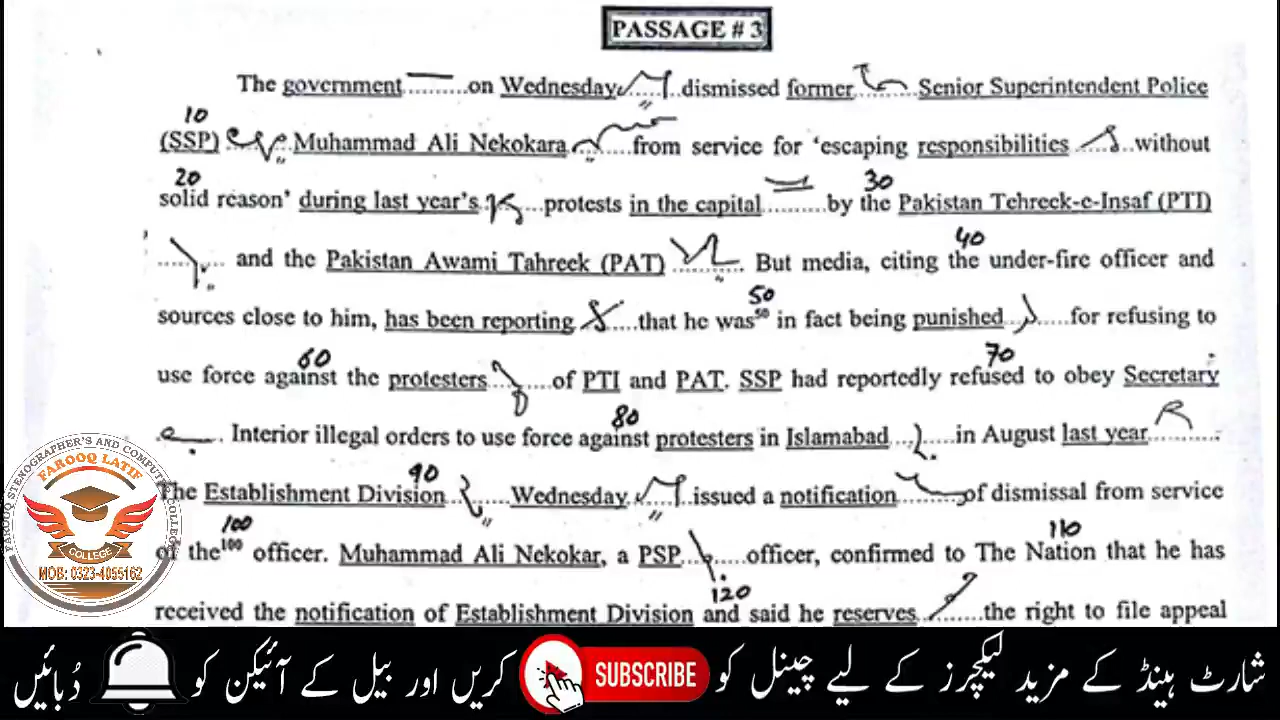 PASSAGE # 3
The government ......... on Wednesday ......... dismissed former ......... Senior Superintendent Police
10
(SSP) ......... Muhammad Ali Nekokara ......... from service for ‘escaping responsibilities ......... without
20 30
solid reason’ during last year’s ......... protests in the capital .......... by the Pakistan Tehreek-e-Insaf (PTI)
40
......... and the Pakistan Awami Tahreek (PAT) ......... But media, citing the under-fire officer and
50
sources close to him, has been reporting ......... that he was50 in fact being punished ......... for refusing to
60 70
use force against the protesters ......... of PTI and PAT. SSP had reportedly refused to obey Secretary
80
......... Interior illegal orders to use force against protesters in Islamabad ......... in August last year .........
90
The Establishment Division ......... Wednesday ......... issued a notification ......... of dismissal from service
100 110
of the100 officer. Muhammad Ali Nekokar, a PSP ......... officer, confirmed to The Nation that he has
120
received the notification of Establishment Division and said he reserves ......... the right to file appeal
STENOGRAPHER'S AND COMPUTER COLLEGE
FAROOQ LATIF
COLLEGE
MOB: 0323-4055162
شارٹ ہینڈ کے مزید لیکچرز کے لیے چینل کو SUBSCRIBE کریں اور بیل کے آئیکن کو دُبائیں